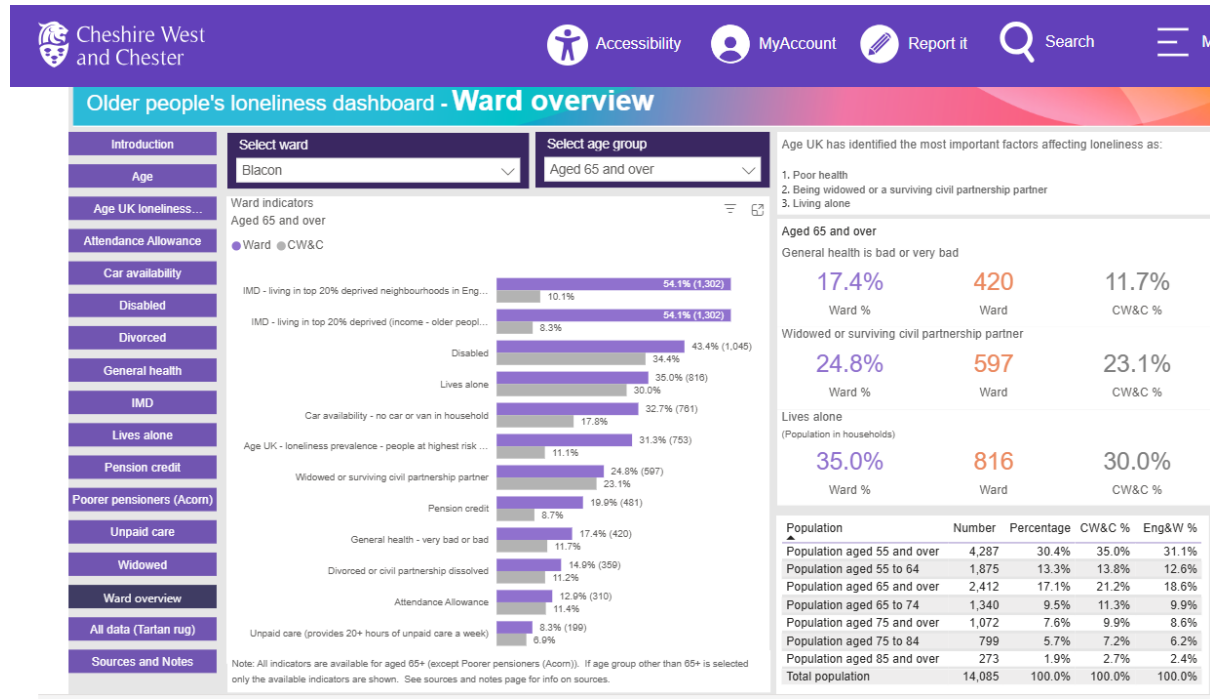 Cheshire West
and Chester
Accessibility
MyAccount
Report it
Search
M
Older people's loneliness dashboard - Ward overview
Introduction
Age
Age UK loneliness...
Attendance Allowance
Car availability
Disabled
Divorced
General health
IMD
Lives alone
Pension credit
Poorer pensioners (Acorn)
Unpaid care
Widowed
Ward overview
All data (Tartan rug)
Sources and Notes
Select ward
Blacon
Select age group
Aged 65 and over
Ward indicators
Aged 65 and over
Ward CW&C
IMD - living in top 20% deprived neighbourhoods in Eng... 54.1% (1,302)
10.1%
IMD - living in top 20% deprived (income - older peopl... 54.1% (1,302)
8.3%
Disabled 43.4% (1,045)
34.4%
Lives alone 35.0% (816)
30.0%
Car availability - no car or van in household 32.7% (761)
17.8%
Age UK - loneliness prevalence - people at highest risk ... 31.3% (753)
11.1%
Widowed or surviving civil partnership partner 24.8% (597)
23.1%
Pension credit 19.9% (481)
8.7%
General health - very bad or bad 17.4% (420)
11.7%
Divorced or civil partnership dissolved 14.9% (359)
11.2%
Attendance Allowance 12.9% (310)
11.4%
Unpaid care (provides 20+ hours of unpaid care a week) 8.3% (199)
6.9%
Note: All indicators are available for aged 65+ (except Poorer pensioners (Acorn)). If age group other than 65+ is selected
only the available indicators are shown. See sources and notes page for info on sources.
Age UK has identified the most important factors affecting loneliness as:
1. Poor health
2. Being widowed or a surviving civil partnership partner
3. Living alone
Aged 65 and over
General health is bad or very bad
17.4% 420 11.7%
Ward % Ward CW&C %
Widowed or surviving civil partnership partner
24.8% 597 23.1%
Ward % Ward CW&C %
Lives alone
(Population in households)
35.0% 816 30.0%
Ward % Ward CW&C %
Population Number Percentage CW&C % Eng&W %
Population aged 55 and over 4,287 30.4% 35.0% 31.1%
Population aged 55 to 64 1,875 13.3% 13.8% 12.6%
Population aged 65 and over 2,412 17.1% 21.2% 18.6%
Population aged 65 to 74 1,340 9.5% 11.3% 9.9%
Population aged 75 and over 1,072 7.6% 9.9% 8.6%
Population aged 75 to 84 799 5.7% 7.2% 6.2%
Population aged 85 and over 273 1.9% 2.7% 2.4%
Total population 14,085 100.0% 100.0% 100.0%